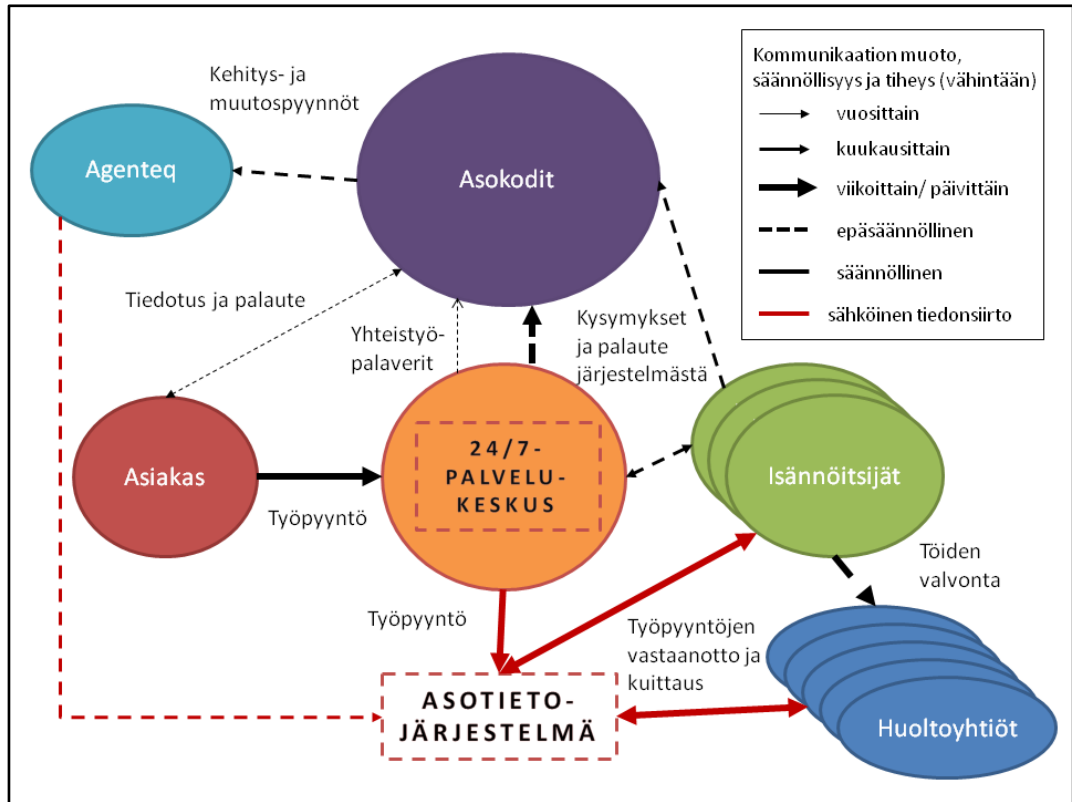 Kommunikaation muoto,
säännöllisyys ja tiheys (vähintään)
vuosittain
kuukausittain
viikoittain/ päivittäin
epäsäännöllinen
säännöllinen
sähköinen tiedonsiirto
Kehitys- ja
muutospyynnöt
Agenteq
Asokodit
Tiedotus ja palaute
Yhteistyö-
palaverit
Kysymykset
ja palaute
järjestelmästä
Asiakas
Työpyyntö
24/7-
PALVELU-
KESKUS
Isännöitsijät
Töiden
valvonta
Työpyyntö
Työpyyntöjen
vastaanotto ja
kuittaus
ASOTIETO-
JÄRJESTELMÄ
Huoltoyhtiöt